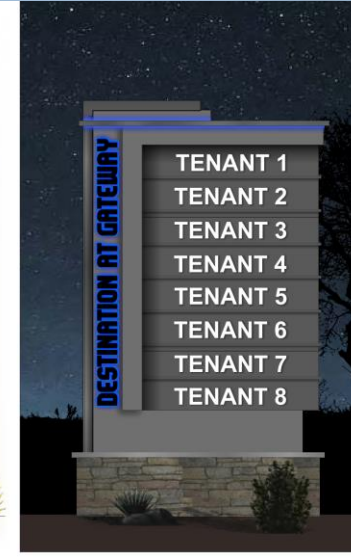 DESTINATION AT GATEWAY
TENANT 1
TENANT 2
TENANT 3
TENANT 4
TENANT 5
TENANT 6
TENANT 7
TENANT 8